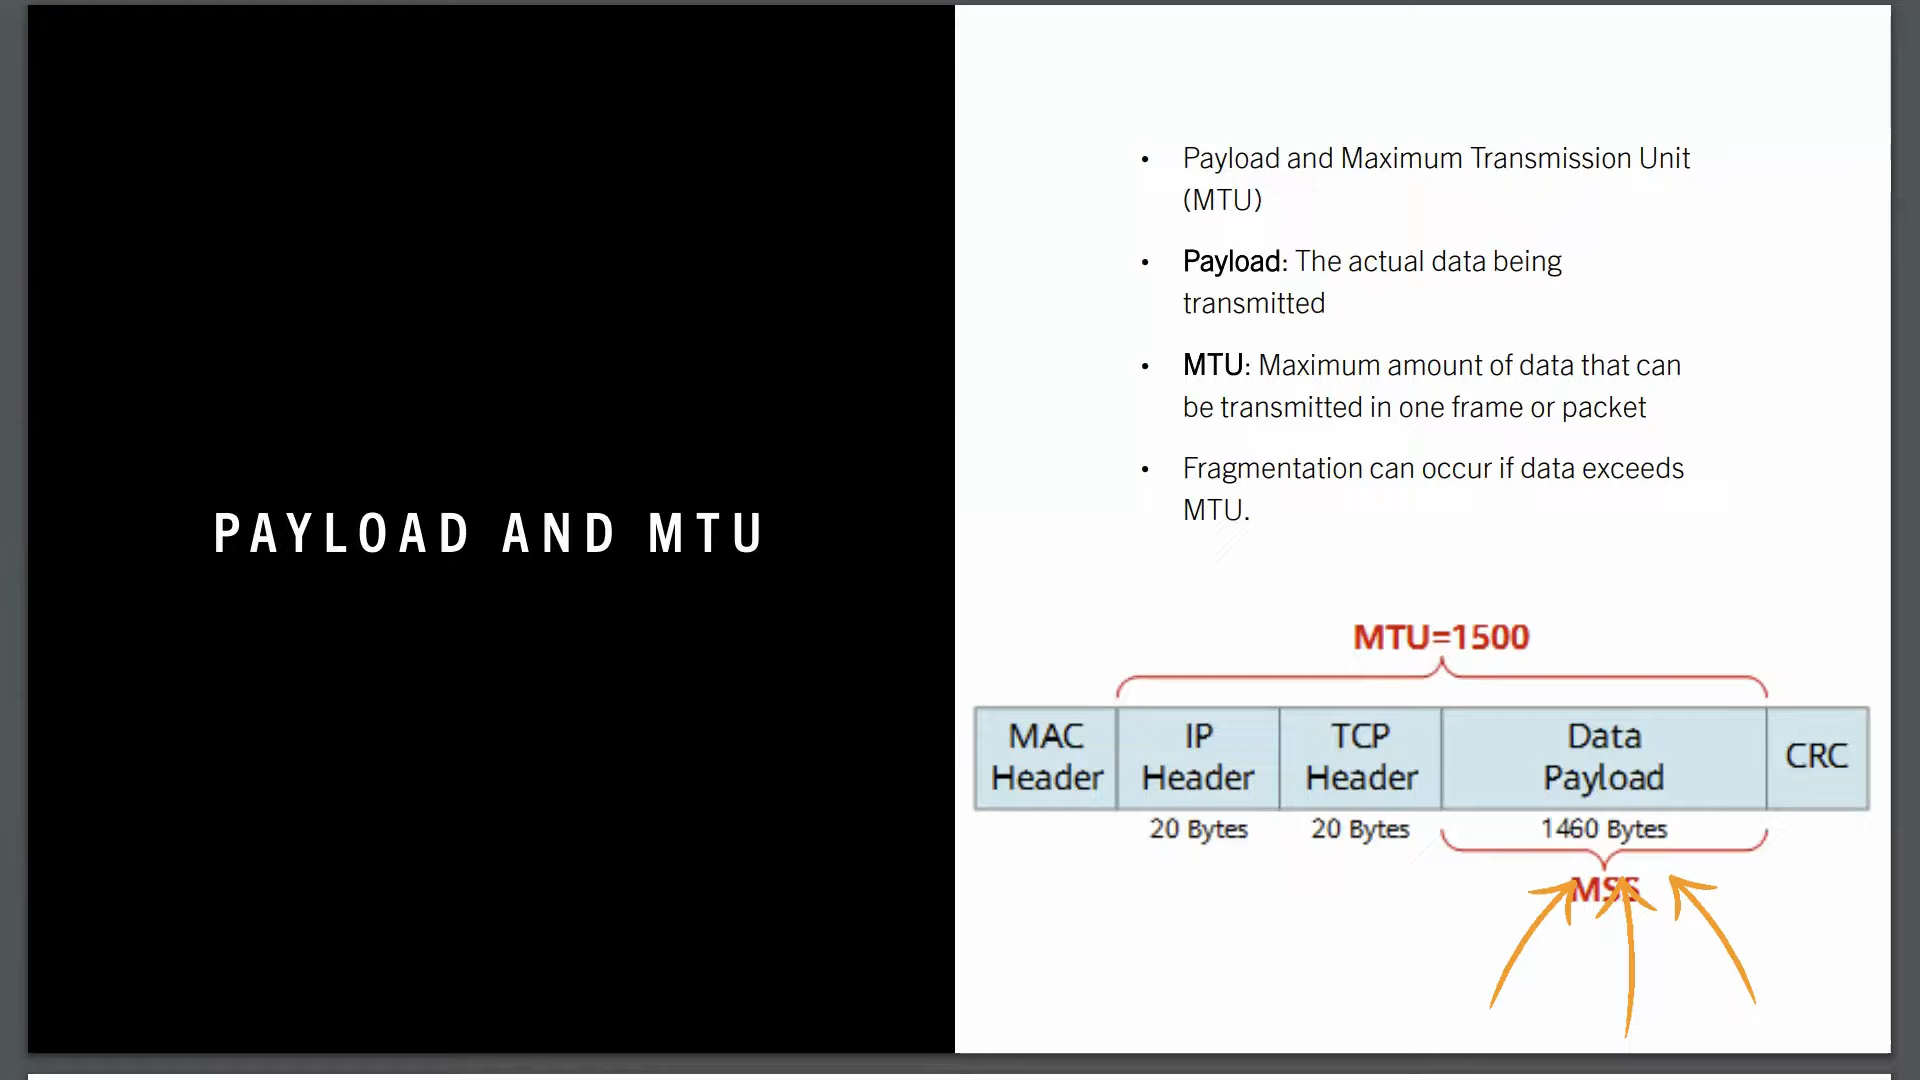 PAYLOAD AND MTU
• Payload and Maximum Transmission Unit
(MTU)
• Payload: The actual data being
transmitted
• MTU: Maximum amount of data that can
be transmitted in one frame or packet
• Fragmentation can occur if data exceeds
MTU.
MTU=1500
MAC Header
IP Header
TCP Header
Data Payload
CRC
20 Bytes
20 Bytes
1460 Bytes
MSS